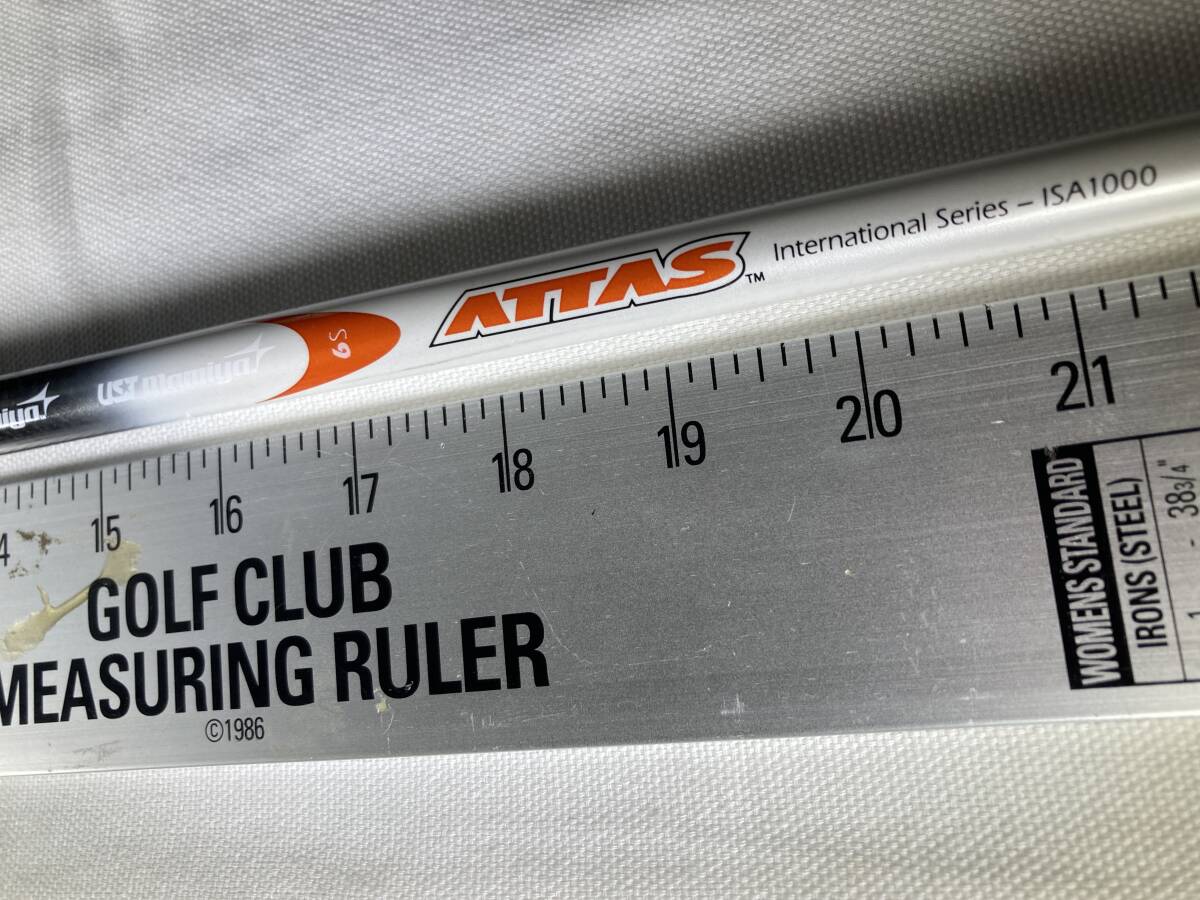 ATTAS™ International Series – ISA1000
6S
UST mamiya
14 15 16 17 18 19 20 21
GOLF CLUB
MEASURING RULER
©1986
WOMENS STANDARD
IRONS (STEEL)
1 - 38 3/4"